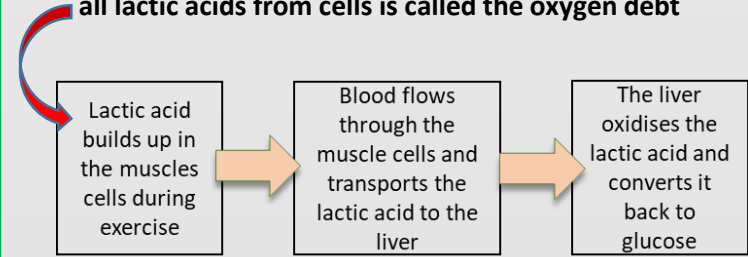 all lactic acids from cells is called the oxygen debt
Lactic acid
builds up in
the muscles
cells during
exercise
Blood flows
through the
muscle cells and
transports the
lactic acid to the
liver
The liver
oxidises the
lactic acid and
converts it
back to
glucose